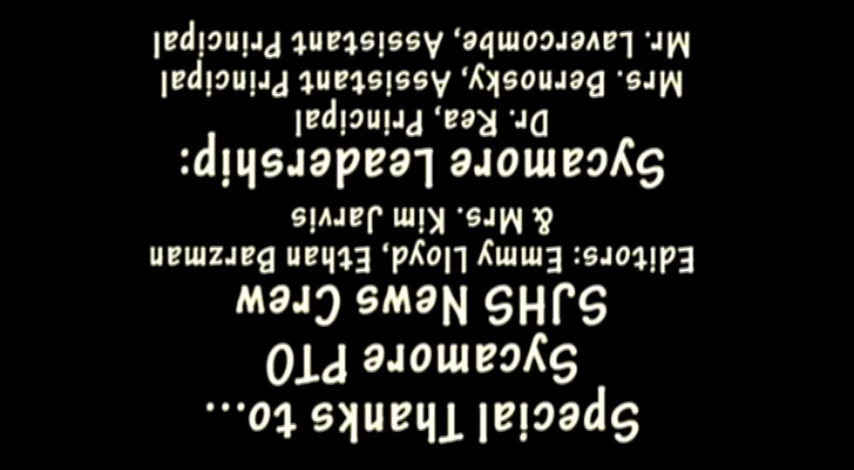 Special Thanks to...
Sycamore PTO
SJHS News Crew
Editors: Emmy Lloyd, Ethan Barzman
& Mrs. Kim Jarvis
Sycamore Leadership:
Dr. Rea, Principal
Mrs. Bernosky, Assistant Principal
Mr. Lavercombe, Assistant Principal